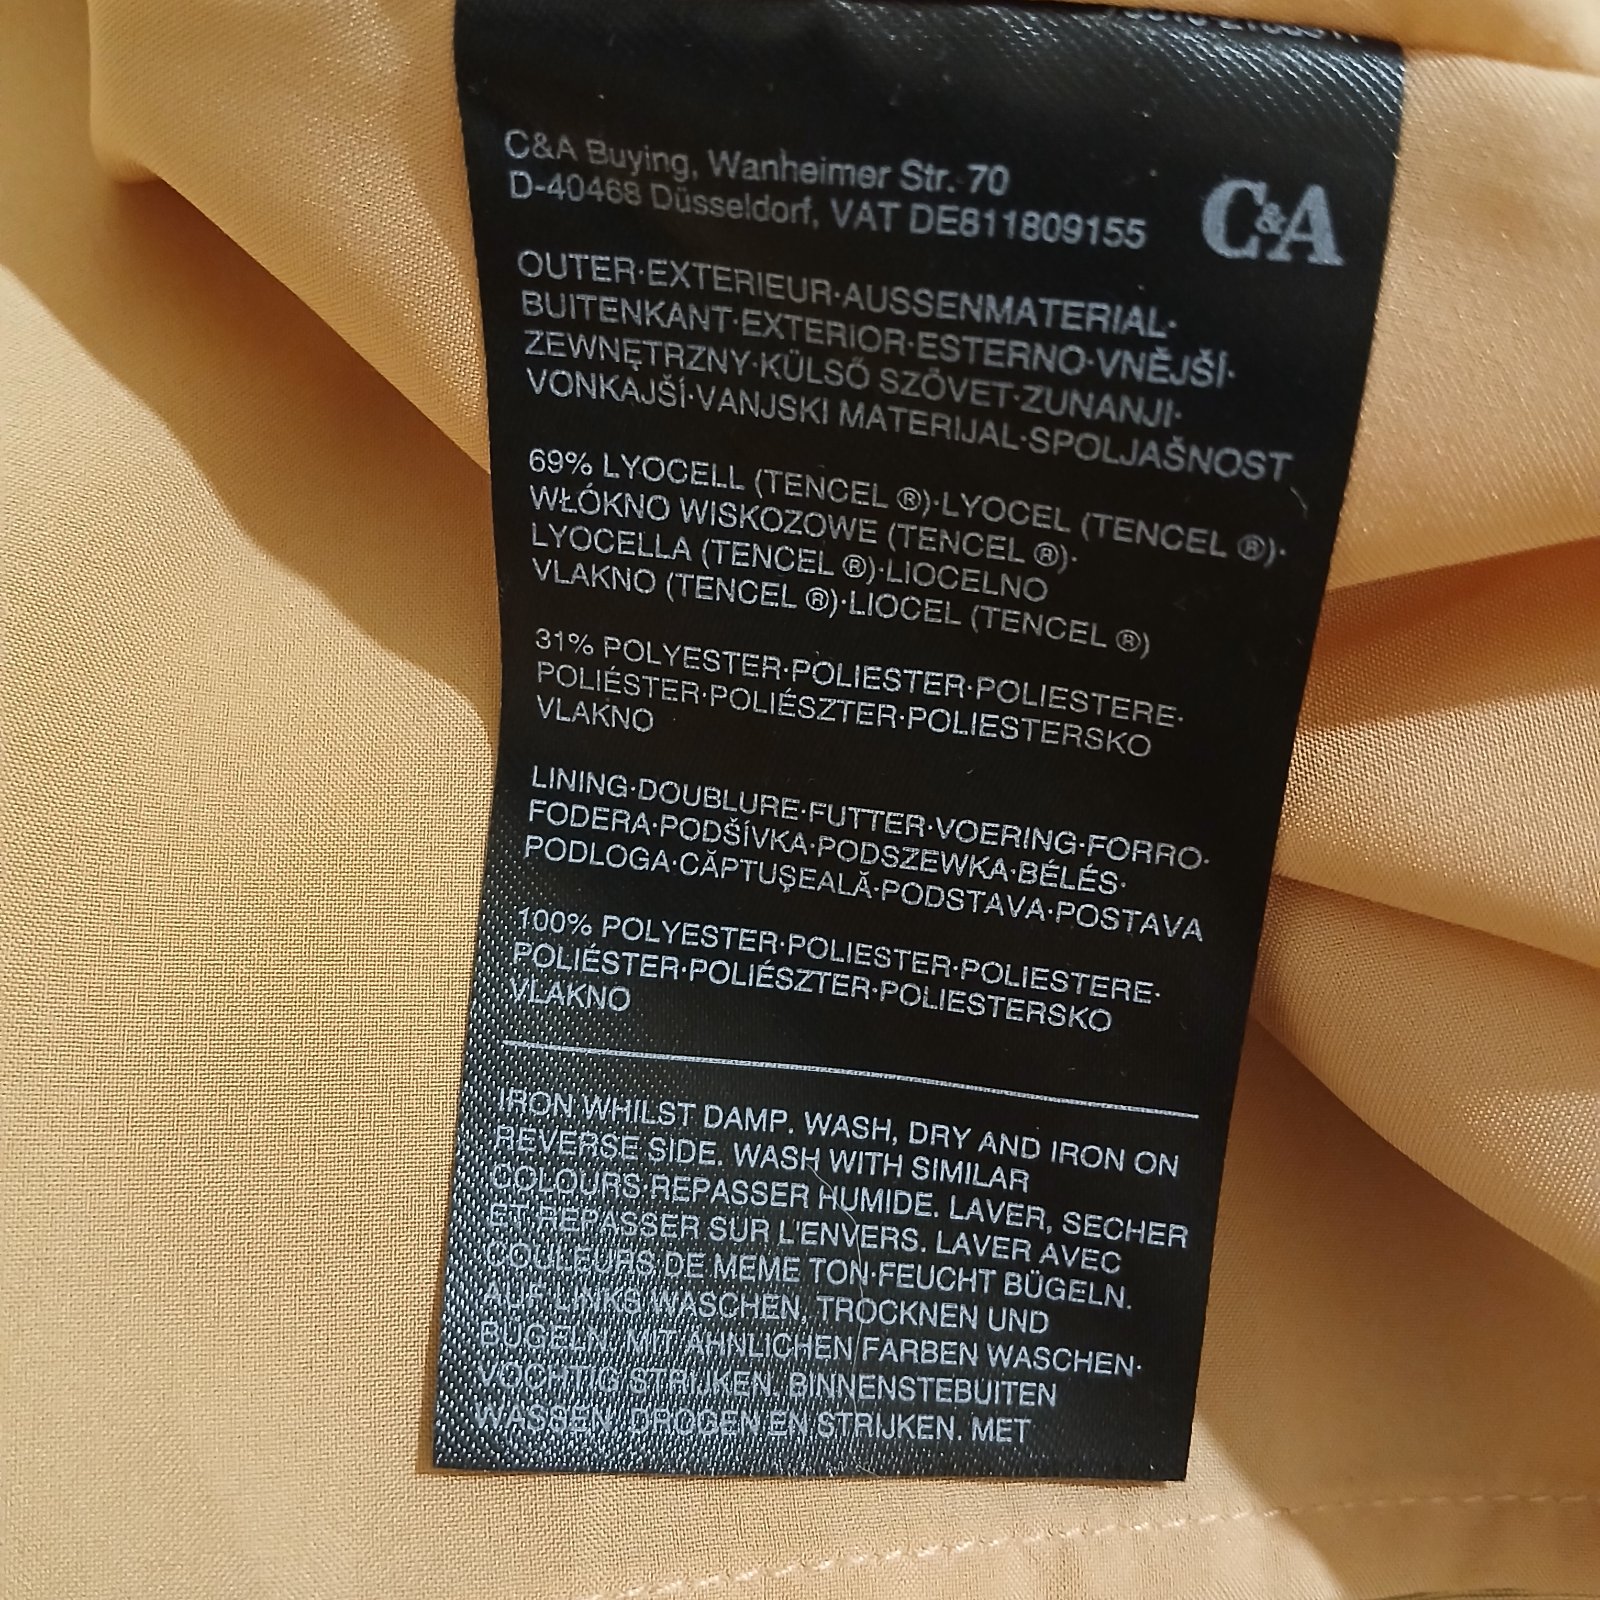 C&A Buying, Wanheimer Str. 70
D-40468 Düsseldorf, VAT DE811809155
C&A
OUTER·EXTERIEUR·AUSSENMATERIAL·
BUITENKANT·EXTERIOR·ESTERNO·VNĚJŠÍ·
ZEWNĘTRZNY·KÜLSŐ SZÖVET·ZUNANJI·
VONKAJŠÍ·VANJSKI MATERIJAL·SPOLJAŠNOST
69% LYOCELL (TENCEL ®)·LYOCEL (TENCEL ®)·
WŁÓKNO WISKOZOWE (TENCEL ®)·
LYOCELLA (TENCEL ®)·LIOCELNO
VLAKNO (TENCEL ®)·LIOCEL (TENCEL ®)
31% POLYESTER·POLIESTER·POLIESTERE·
POLIÉSTER·POLIÉSZTER·POLIESTERSKO
VLAKNO
LINING·DOUBLURE·FUTTER·VOERING·FORRO·
FODERA·PODŠÍVKA·PODSZEWKA·BÉLÉS·
PODLOGA·CĂPTUŞEALĂ·PODSTAVA·POSTAVA
100% POLYESTER·POLIESTER·POLIESTERE·
POLIÉSTER·POLIÉSZTER·POLIESTERSKO
VLAKNO
IRON WHILST DAMP. WASH, DRY AND IRON ON
REVERSE SIDE. WASH WITH SIMILAR
COLOURS·REPASSER HUMIDE. LAVER, SECHER
ET REPASSER SUR L'ENVERS. LAVER AVEC
COULEURS DE MEME TON·FEUCHT BÜGELN.
AUF LINKS WASCHEN, TROCKNEN UND
BÜGELN. MIT ÄHNLICHEN FARBEN WASCHEN·
VOCHTIG STRIJKEN. BINNENSTEBUITEN
WASSEN, DROGEN EN STRIJKEN. MET